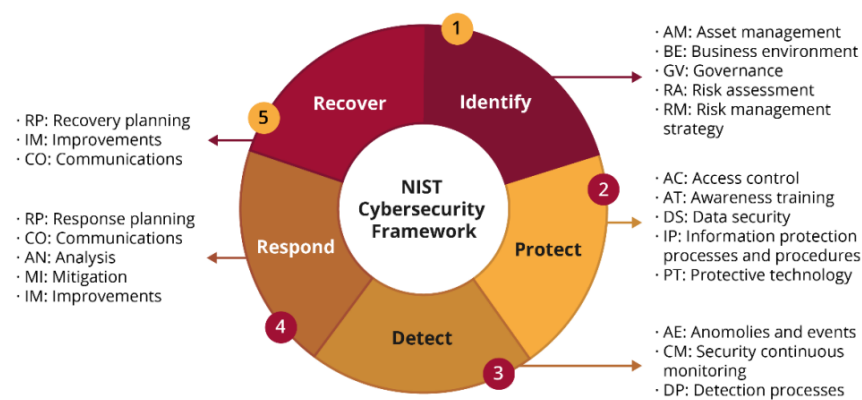 NIST
Cybersecurity
Framework
1
Identify
· AM: Asset management
· BE: Business environment
· GV: Governance
· RA: Risk assessment
· RM: Risk management
strategy
2
Protect
· AC: Access control
· AT: Awareness training
· DS: Data security
· IP: Information protection
processes and procedures
· PT: Protective technology
3
Detect
· AE: Anomolies and events
· CM: Security continuous
monitoring
· DP: Detection processes
4
Respond
· RP: Response planning
· CO: Communications
· AN: Analysis
· MI: Mitigation
· IM: Improvements
5
Recover
· RP: Recovery planning
· IM: Improvements
· CO: Communications